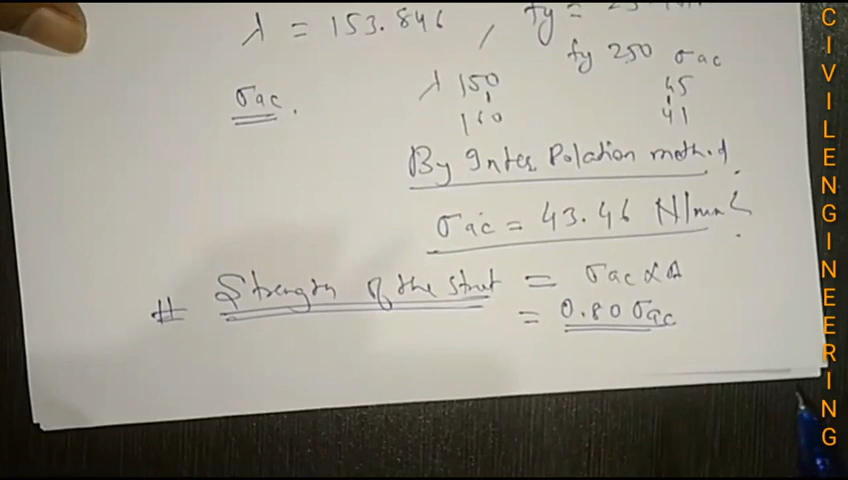 λ = 153.846 , fy = 
fy 250 σac
λ 150 45
σac. 160 41
By Inter Polation method.
σac = 43.46 N/mm2
# Strength of the strut = σac x A
= 0.80 σac
CIVILENGINEERING